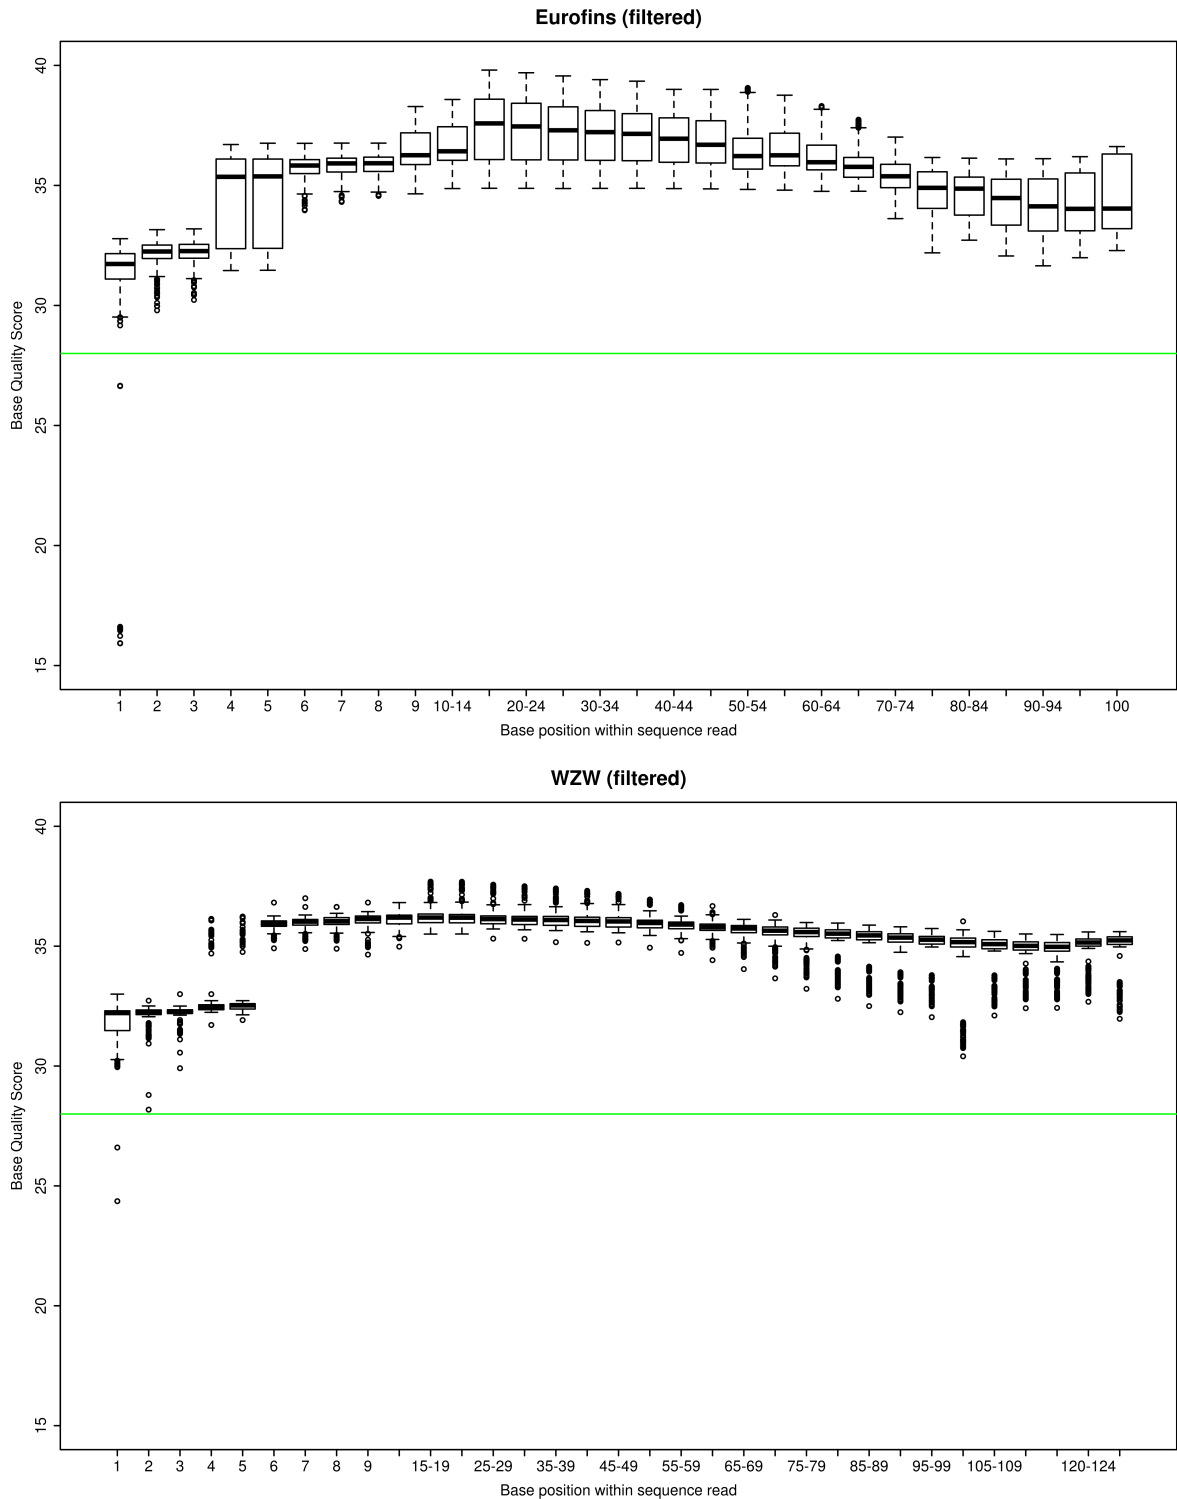 Eurofins (filtered)
40
35
30
25
20
15
Base Quality Score
1 2 3 4 5 6 7 8 9 10-14 20-24 30-34 40-44 50-54 60-64 70-74 80-84 90-94 100
Base position within sequence read
WZW (filtered)
40
35
30
25
20
15
Base Quality Score
1 2 3 4 5 6 7 8 9 15-19 25-29 35-39 45-49 55-59 65-69 75-79 85-89 95-99 105-109 120-124
Base position within sequence read